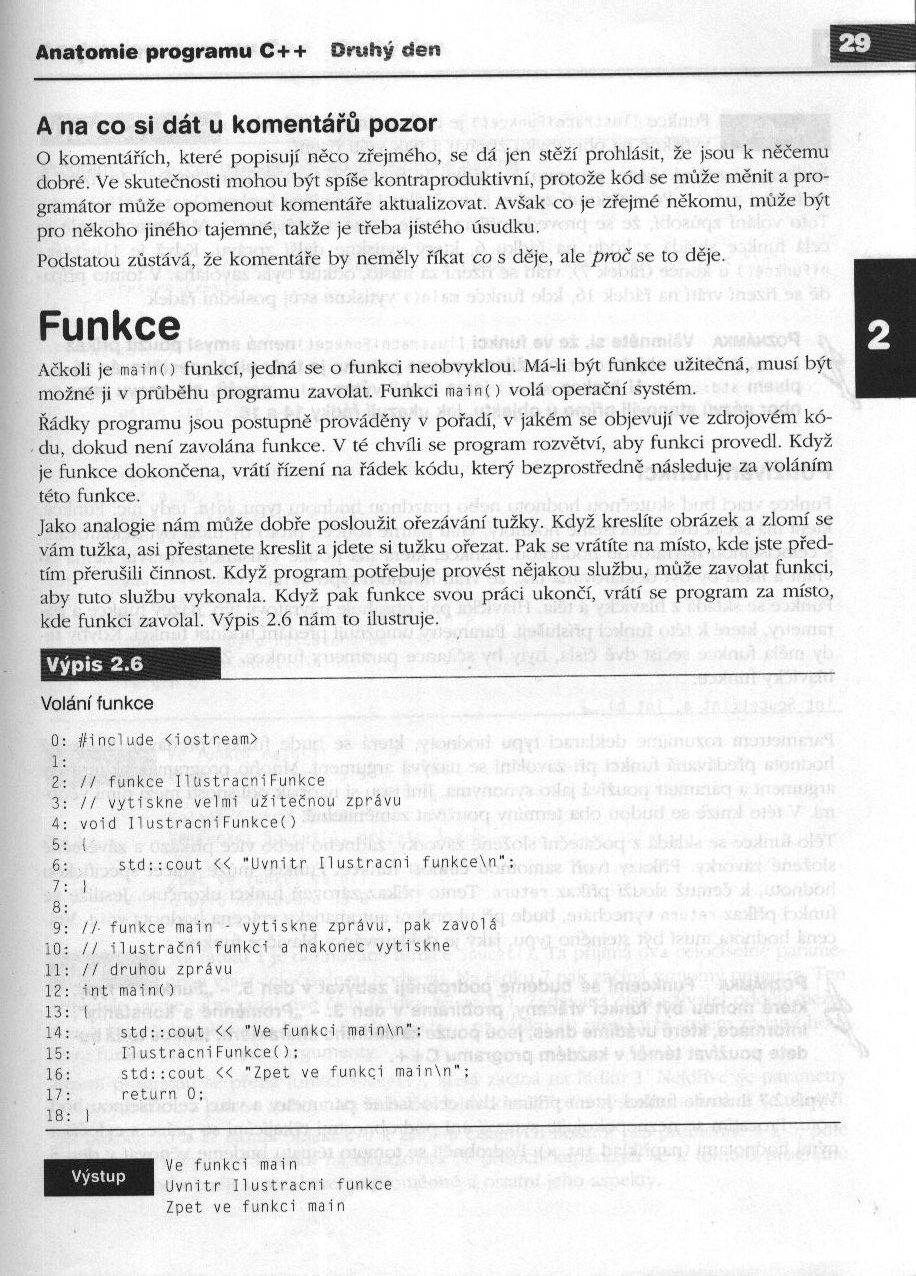 Anatomie programu C++ Druhý den
29
A na co si dát u komentářů pozor
O komentářích, které popisují něco zřejmého, se dá jen stěží prohlásit, že jsou k něčemu
dobré. Ve skutečnosti mohou být spíše kontraproduktivní, protože kód se může měnit a pro-
gramátor může opomenout komentáře aktualizovat. Avšak co je zřejmé někomu, může být
pro někoho jiného tajemné, takže je třeba jistého úsudku.
Podstatou zůstává, že komentáře by neměly říkat co s děje, ale proč se to děje.
2
Funkce
Ačkoli je main() funkcí, jedná se o funkci neobvyklou. Má-li být funkce užitečná, musí být
možné ji v průběhu programu zavolat. Funkci main() volá operační systém.
Řádky programu jsou postupně prováděny v pořadí, v jakém se objevují ve zdrojovém kó-
du, dokud není zavolána funkce. V té chvíli se program rozvětví, aby funkci provedl. Když
je funkce dokončena, vrátí řízení na řádek kódu, který bezprostředně následuje za voláním
této funkce.
Jako analogie nám může dobře posloužit ořezávání tužky. Když kreslíte obrázek a zlomí se
vám tužka, asi přestanete kreslit a jdete si tužku ořezat. Pak se vrátíte na místo, kde jste před-
tím přerušili činnost. Když program potřebuje provést nějakou službu, může zavolat funkci,
aby tuto službu vykonala. Když pak funkce svou práci ukončí, vrátí se program za místo,
kde funkci zavolal. Výpis 2.6 nám to ilustruje.
Výpis 2.6
Volání funkce
0: #include <iostream>
1:
2: // funkce IlustracniFunkce
3: // vytiskne velmi užitečnou zprávu
4: void IlustracniFunkce()
5: {
6: std::cout << "Uvnitr Ilustracni funkce\n";
7: }
8:
9: // funkce main - vytiskne zprávu, pak zavolá
10: // ilustrační funkci a nakonec vytiskne
11: // druhou zprávu
12: int main()
13: {
14: std::cout << "Ve funkci main\n";
15: IlustracniFunkce();
16: std::cout << "Zpet ve funkci main\n";
17: return 0;
18: }
Výstup
Ve funkci main
Uvnitr Ilustracni funkce
Zpet ve funkci main